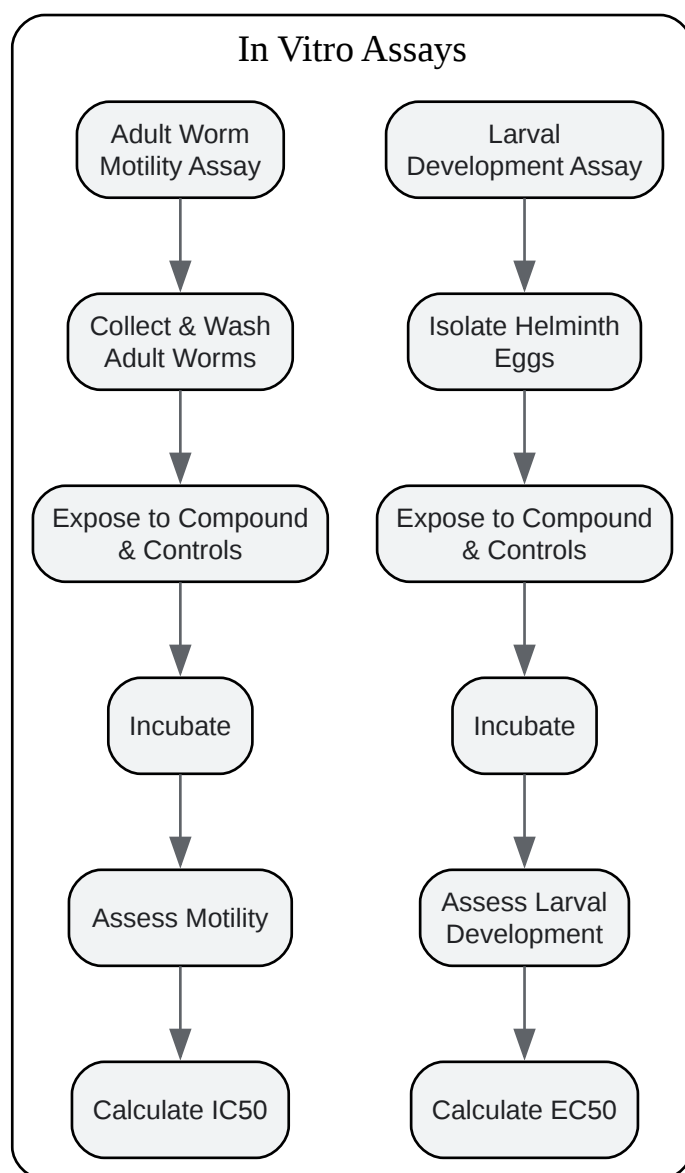 In Vitro Assays
Adult Worm
Motility Assay
Collect & Wash
Adult Worms
Expose to Compound
& Controls
Incubate
Assess Motility
Calculate IC50
Larval
Development Assay
Isolate Helminth
Eggs
Expose to Compound
& Controls
Incubate
Assess Larval
Development
Calculate EC50